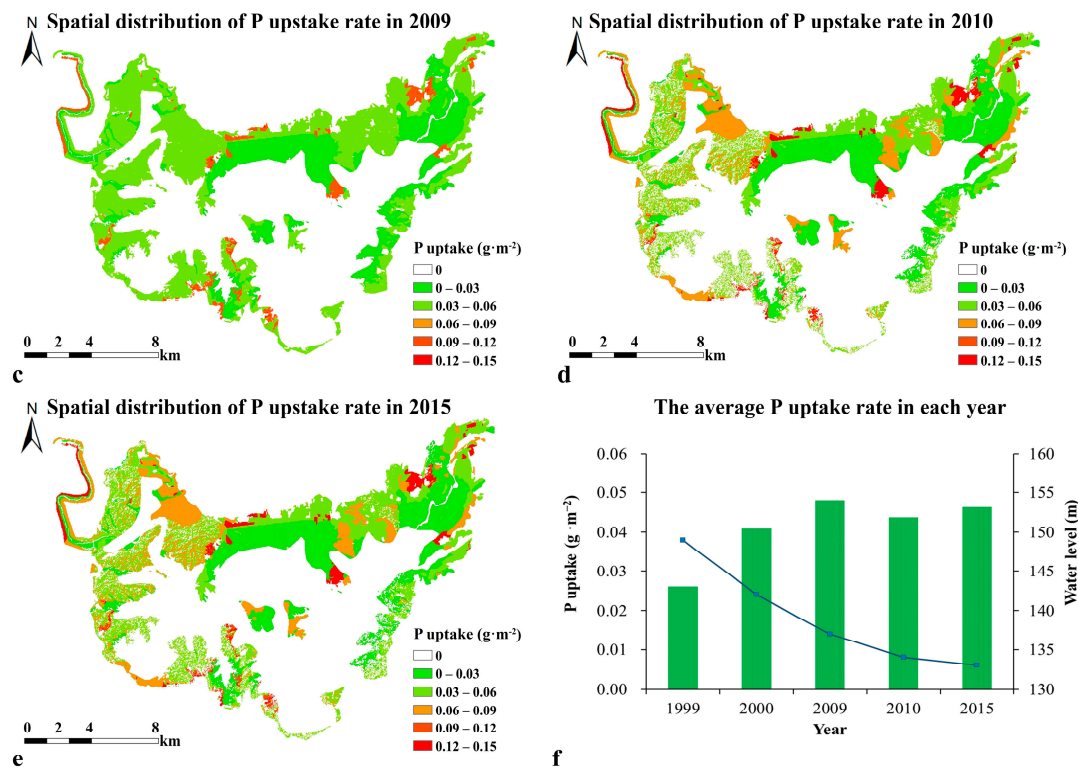 N Spatial distribution of P upstake rate in 2009
P uptake (g·m⁻²)
0
0 – 0.03
0.03 – 0.06
0.06 – 0.09
0.09 – 0.12
0.12 – 0.15
0 2 4 8
km
c
N Spatial distribution of P upstake rate in 2010
P uptake (g·m⁻²)
0
0 – 0.03
0.03 – 0.06
0.06 – 0.09
0.09 – 0.12
0.12 – 0.15
0 2 4 8
km
d
N Spatial distribution of P upstake rate in 2015
P uptake (g·m⁻²)
0
0 – 0.03
0.03 – 0.06
0.06 – 0.09
0.09 – 0.12
0.12 – 0.15
0 2 4 8
km
e
The average P uptake rate in each year
P uptake (g·m⁻²)
0.06
0.05
0.04
0.03
0.02
0.01
0.00
160
155
150
145
140
135
130
Water level (m)
1999 2000 2009 2010 2015
Year
f